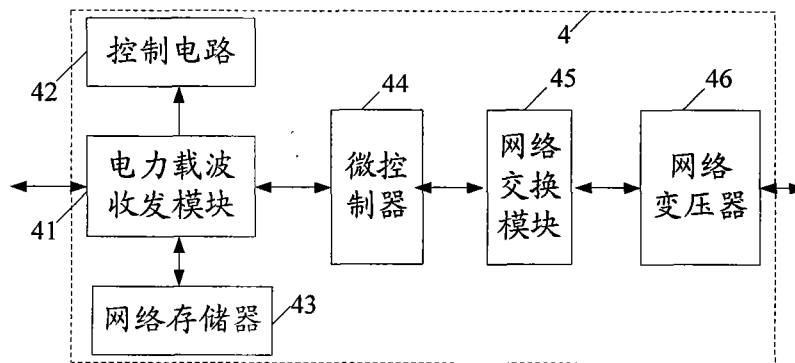 4
控制电路
42
44
45
46
电力载波
收发模块
41
微控
制器
网络
交换
模块
网络
变压器
网络存储器
43